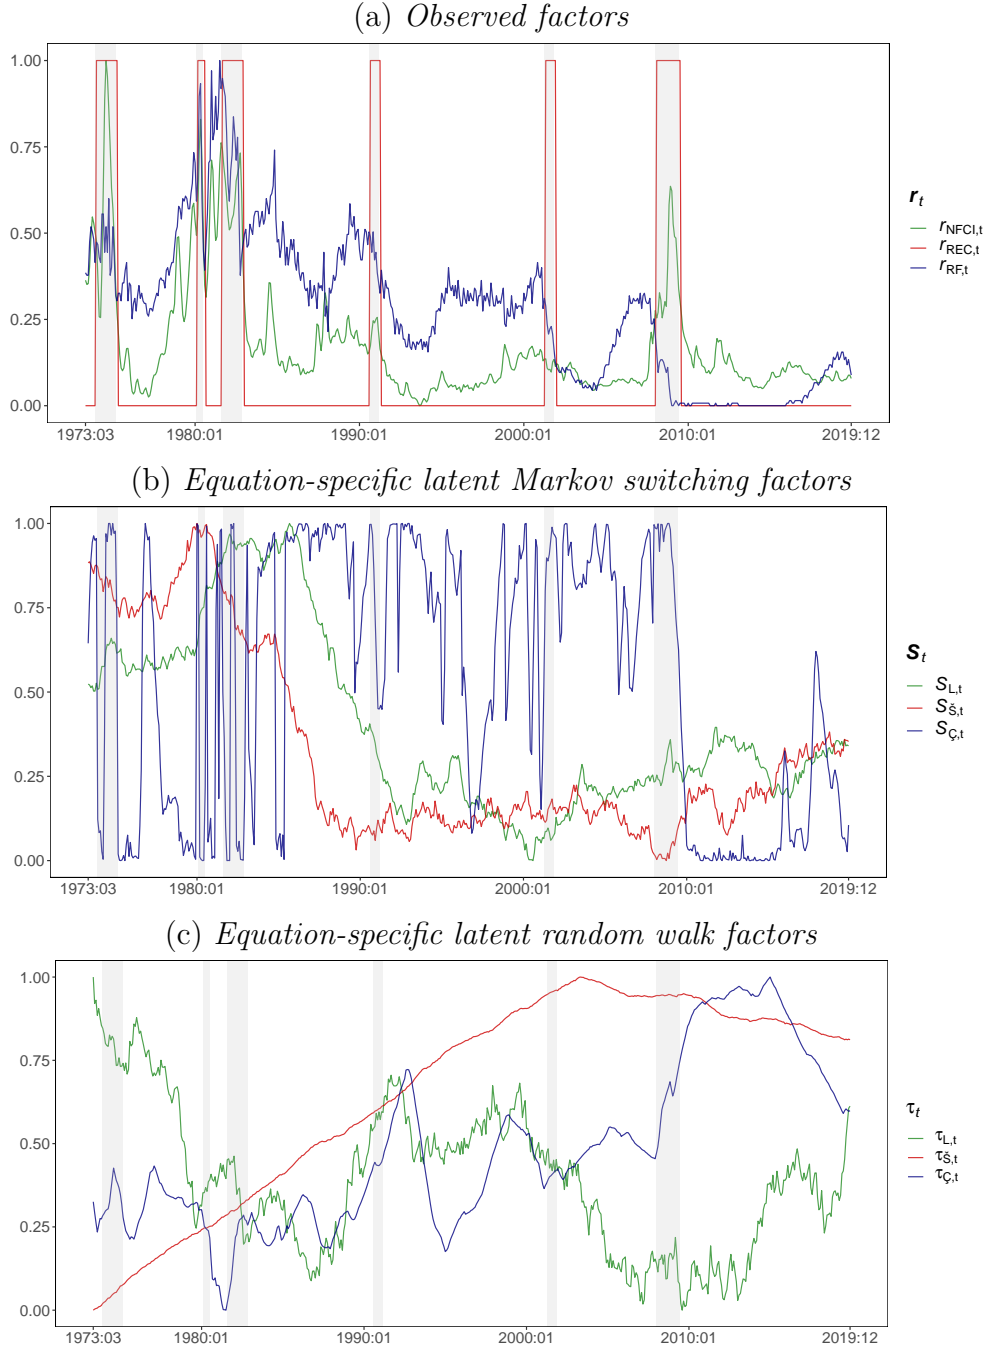 (a) Observed factors
1.00
0.75
0.50
0.25
0.00
1973:03 1980:01 1990:01 2000:01 2010:01 2019:12
r_t
r_NFCI,t
r_REC,t
r_RF,t
(b) Equation-specific latent Markov switching factors
1.00
0.75
0.50
0.25
0.00
1973:03 1980:01 1990:01 2000:01 2010:01 2019:12
S_t
S_L,t
S_Š,t
S_Ç,t
(c) Equation-specific latent random walk factors
1.00
0.75
0.50
0.25
0.00
1973:03 1980:01 1990:01 2000:01 2010:01 2019:12
τ_t
τ_L,t
τ_Š,t
τ_Ç,t